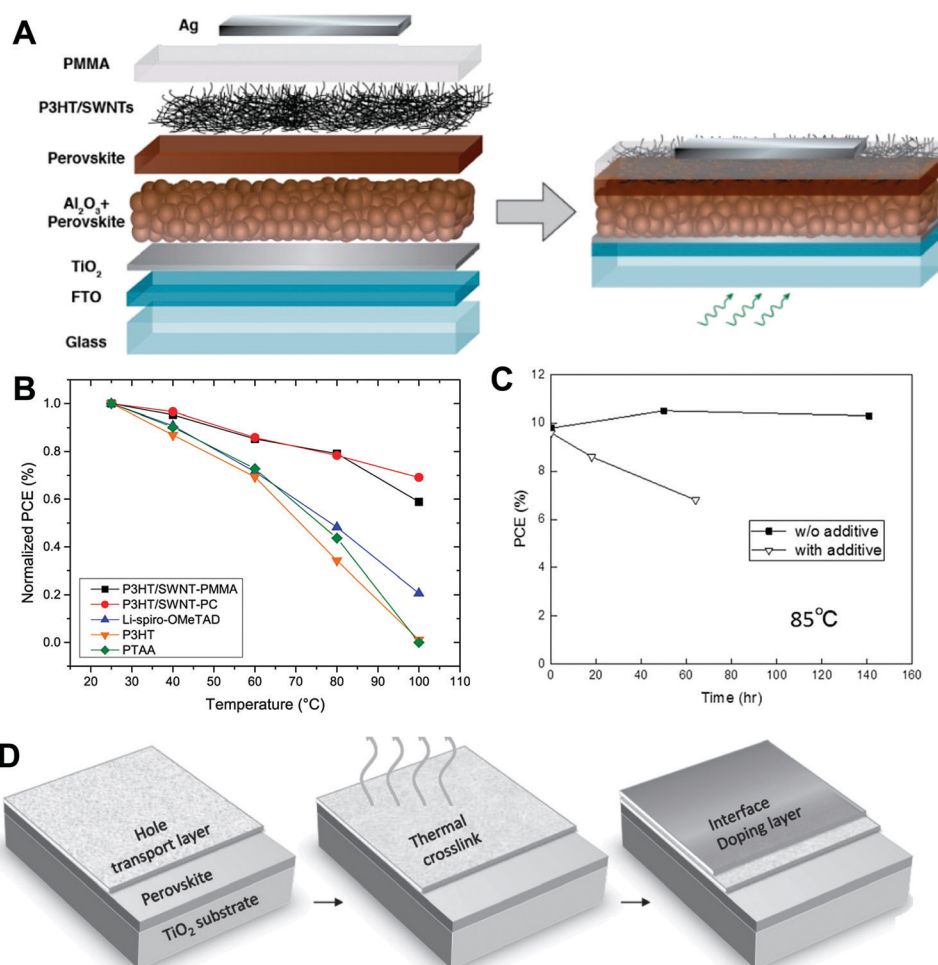 A
Ag
PMMA
P3HT/SWNTs
Perovskite
Al₂O₃+
Perovskite
TiO₂
FTO
Glass
B
Normalized PCE (%)
1.0
0.8
0.6
0.4
0.2
0.0
P3HT/SWNT-PMMA
P3HT/SWNT-PC
Li-spiro-OMeTAD
P3HT
PTAA
20 30 40 50 60 70 80 90 100 110
Temperature (°C)
C
PCE (%)
12
10
8
6
4
2
0
w/o additive
with additive
85°C
0 20 40 60 80 100 120 140 160
Time (hr)
D
Hole
transport layer
Perovskite
TiO₂ substrate
Thermal
crosslink
Interface
Doping layer